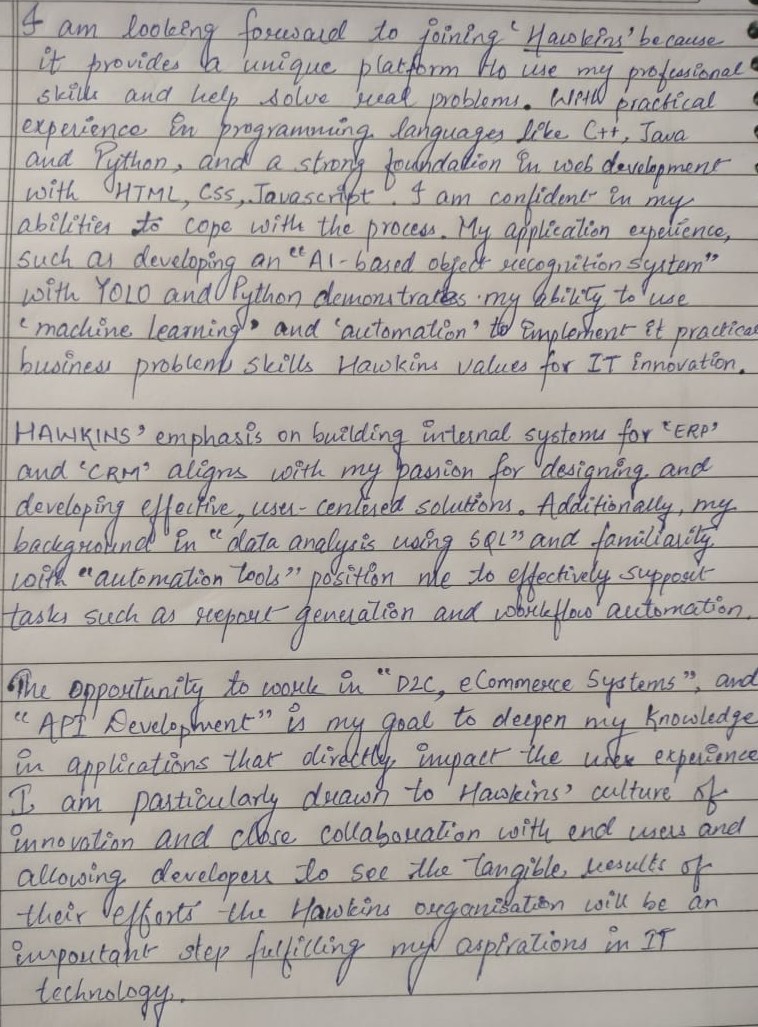 I am looking forward to joining 'Hawkins' because
it provides a unique platform to use my professional
skills and help solve real problems. With practical
experience in programming languages like C++, Java
and Python, and a strong foundation in web development
with HTML, CSS, Javascript. I am confident in my
abilities to cope with the process. My application experience,
such as developing an "AI-based object recognition system"
with YOLO and Python demonstrates my ability to use
'machine learning' and 'automation' to implement it practical
business problem skills Hawkins values for IT innovation.
HAWKINS' emphasis on building internal systems for 'ERP'
and 'CRM' aligns with my passion for designing and
developing effective, user-centered solutions. Additionally, my
background in "data analysis using SQL" and familiarity
with "automation tools" position me to effectively support
tasks such as report generation and workflow automation.
The opportunity to work in "D2C, eCommerce Systems", and
"API Development" is my goal to deepen my knowledge
in applications that directly impact the user experience
I am particularly drawn to Hawkins' culture of
innovation and close collaboration with end users and
allowing developers to see the tangible results of
their efforts the Hawkins organisation will be an
important step fulfilling my aspirations in IT
technology.